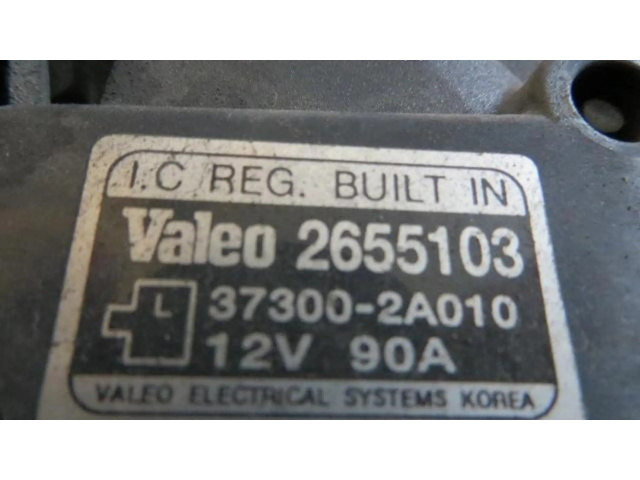 I.C REG. BUILT IN
Valeo 2655103
L 37300-2A010
12V 90A
VALEO ELECTRICAL SYSTEMS KOREA